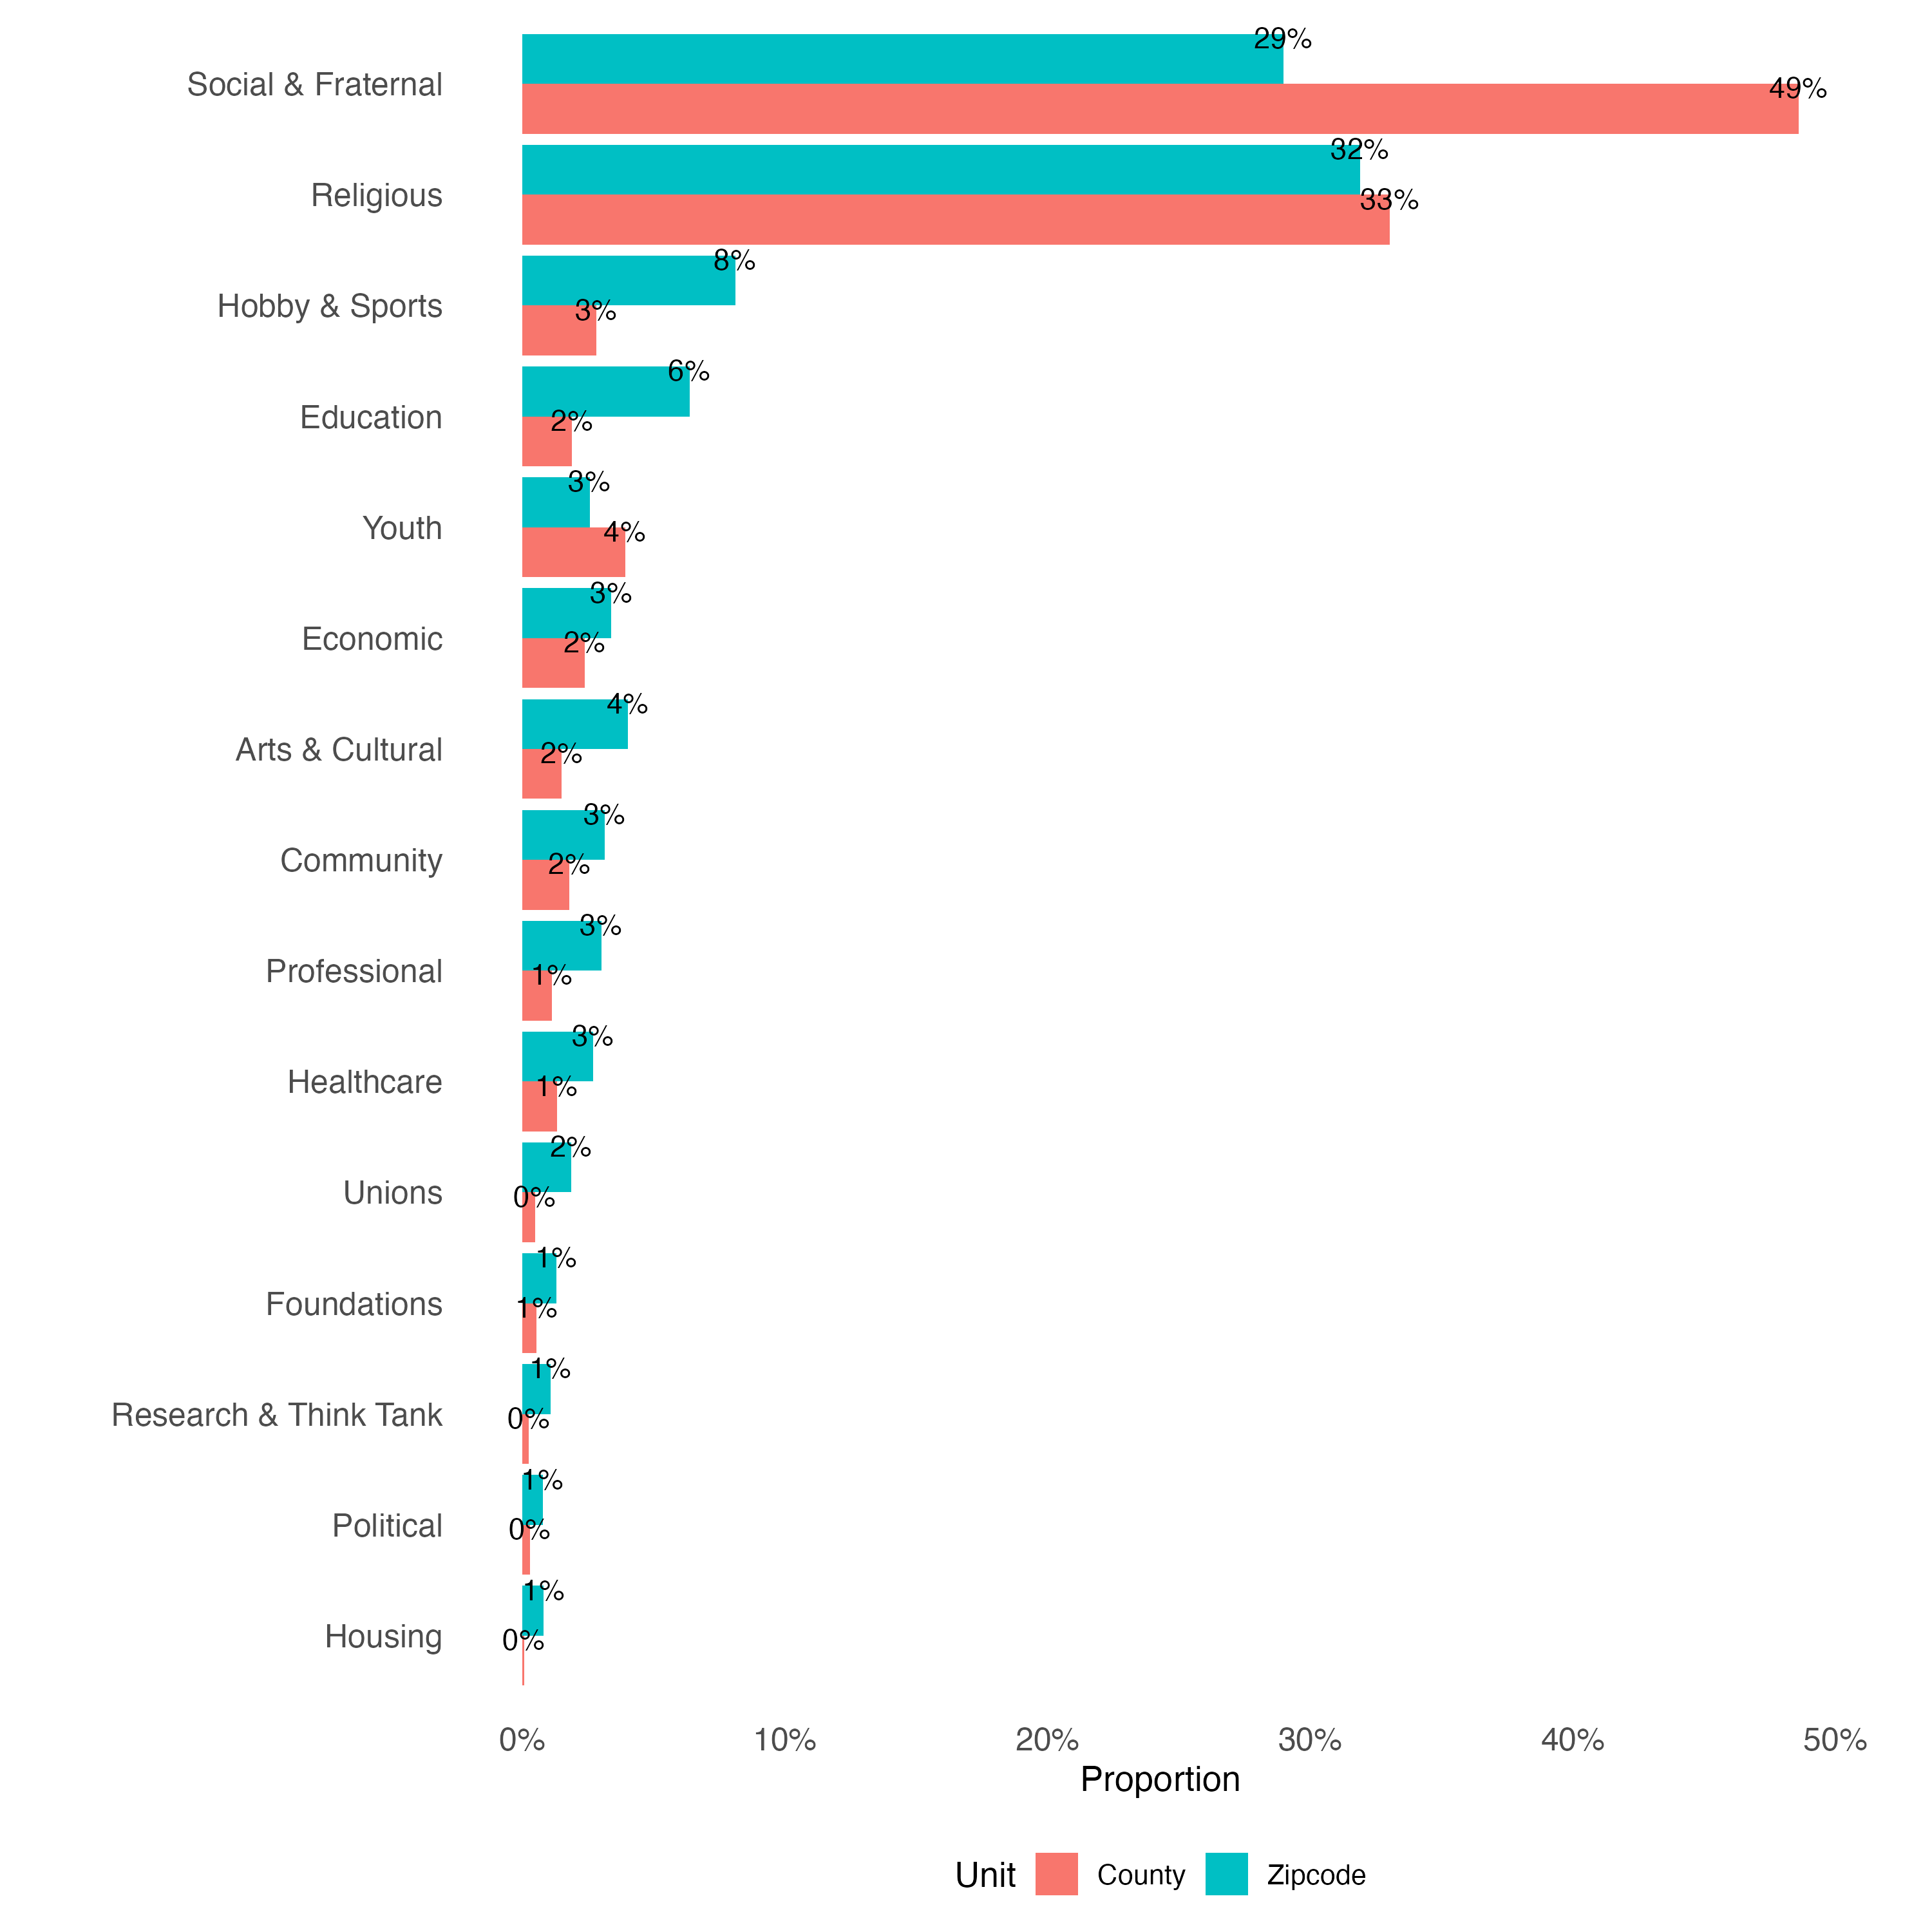 29%
Social & Fraternal
49%
32%
Religious
33%
8%
Hobby & Sports
3%
6%
Education
2%
3%
Youth
4%
3%
Economic
2%
4%
Arts & Cultural
2%
3%
Community
2%
3%
Professional
1%
3%
Healthcare
1%
2%
Unions
0%
1%
Foundations
1%
1%
Research & Think Tank
0%
1%
Political
0%
1%
Housing
0%
0% 10% 20% 30% 40% 50%
Proportion
Unit County Zipcode